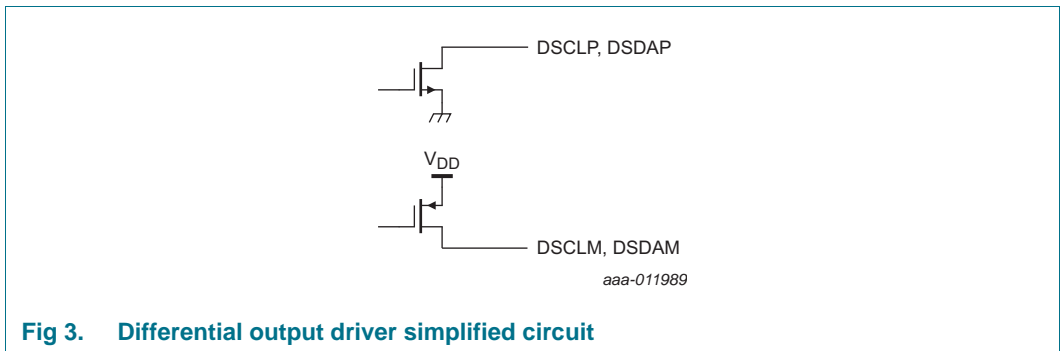 DSCLP, DSDAP
VDD
DSCLM, DSDAM
aaa-011989
Fig 3. Differential output driver simplified circuit